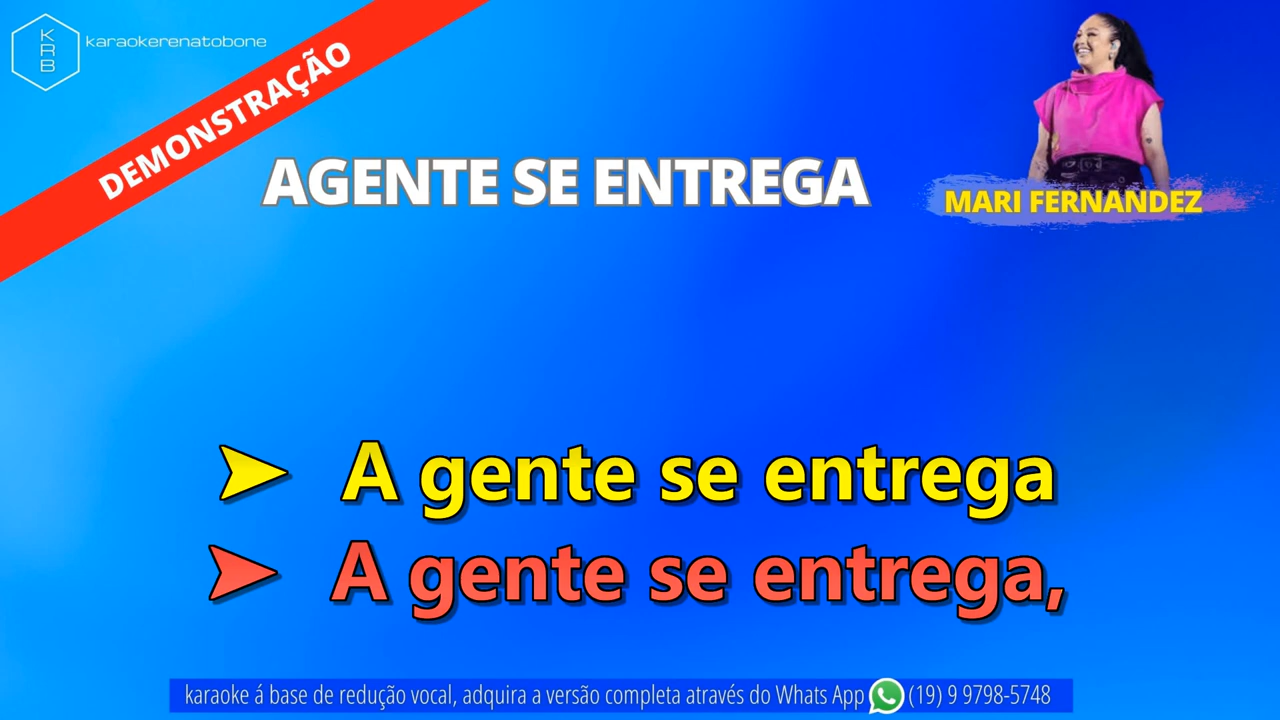 K
R
B
karaokerenatobone
DEMONSTRAÇÃO
AGENTE SE ENTREGA
MARI FERNANDEZ
➤ A gente se entrega
➤ A gente se entrega,
karaoke á base de redução vocal, adquira a versão completa através do Whats App (19) 9 9798-5748